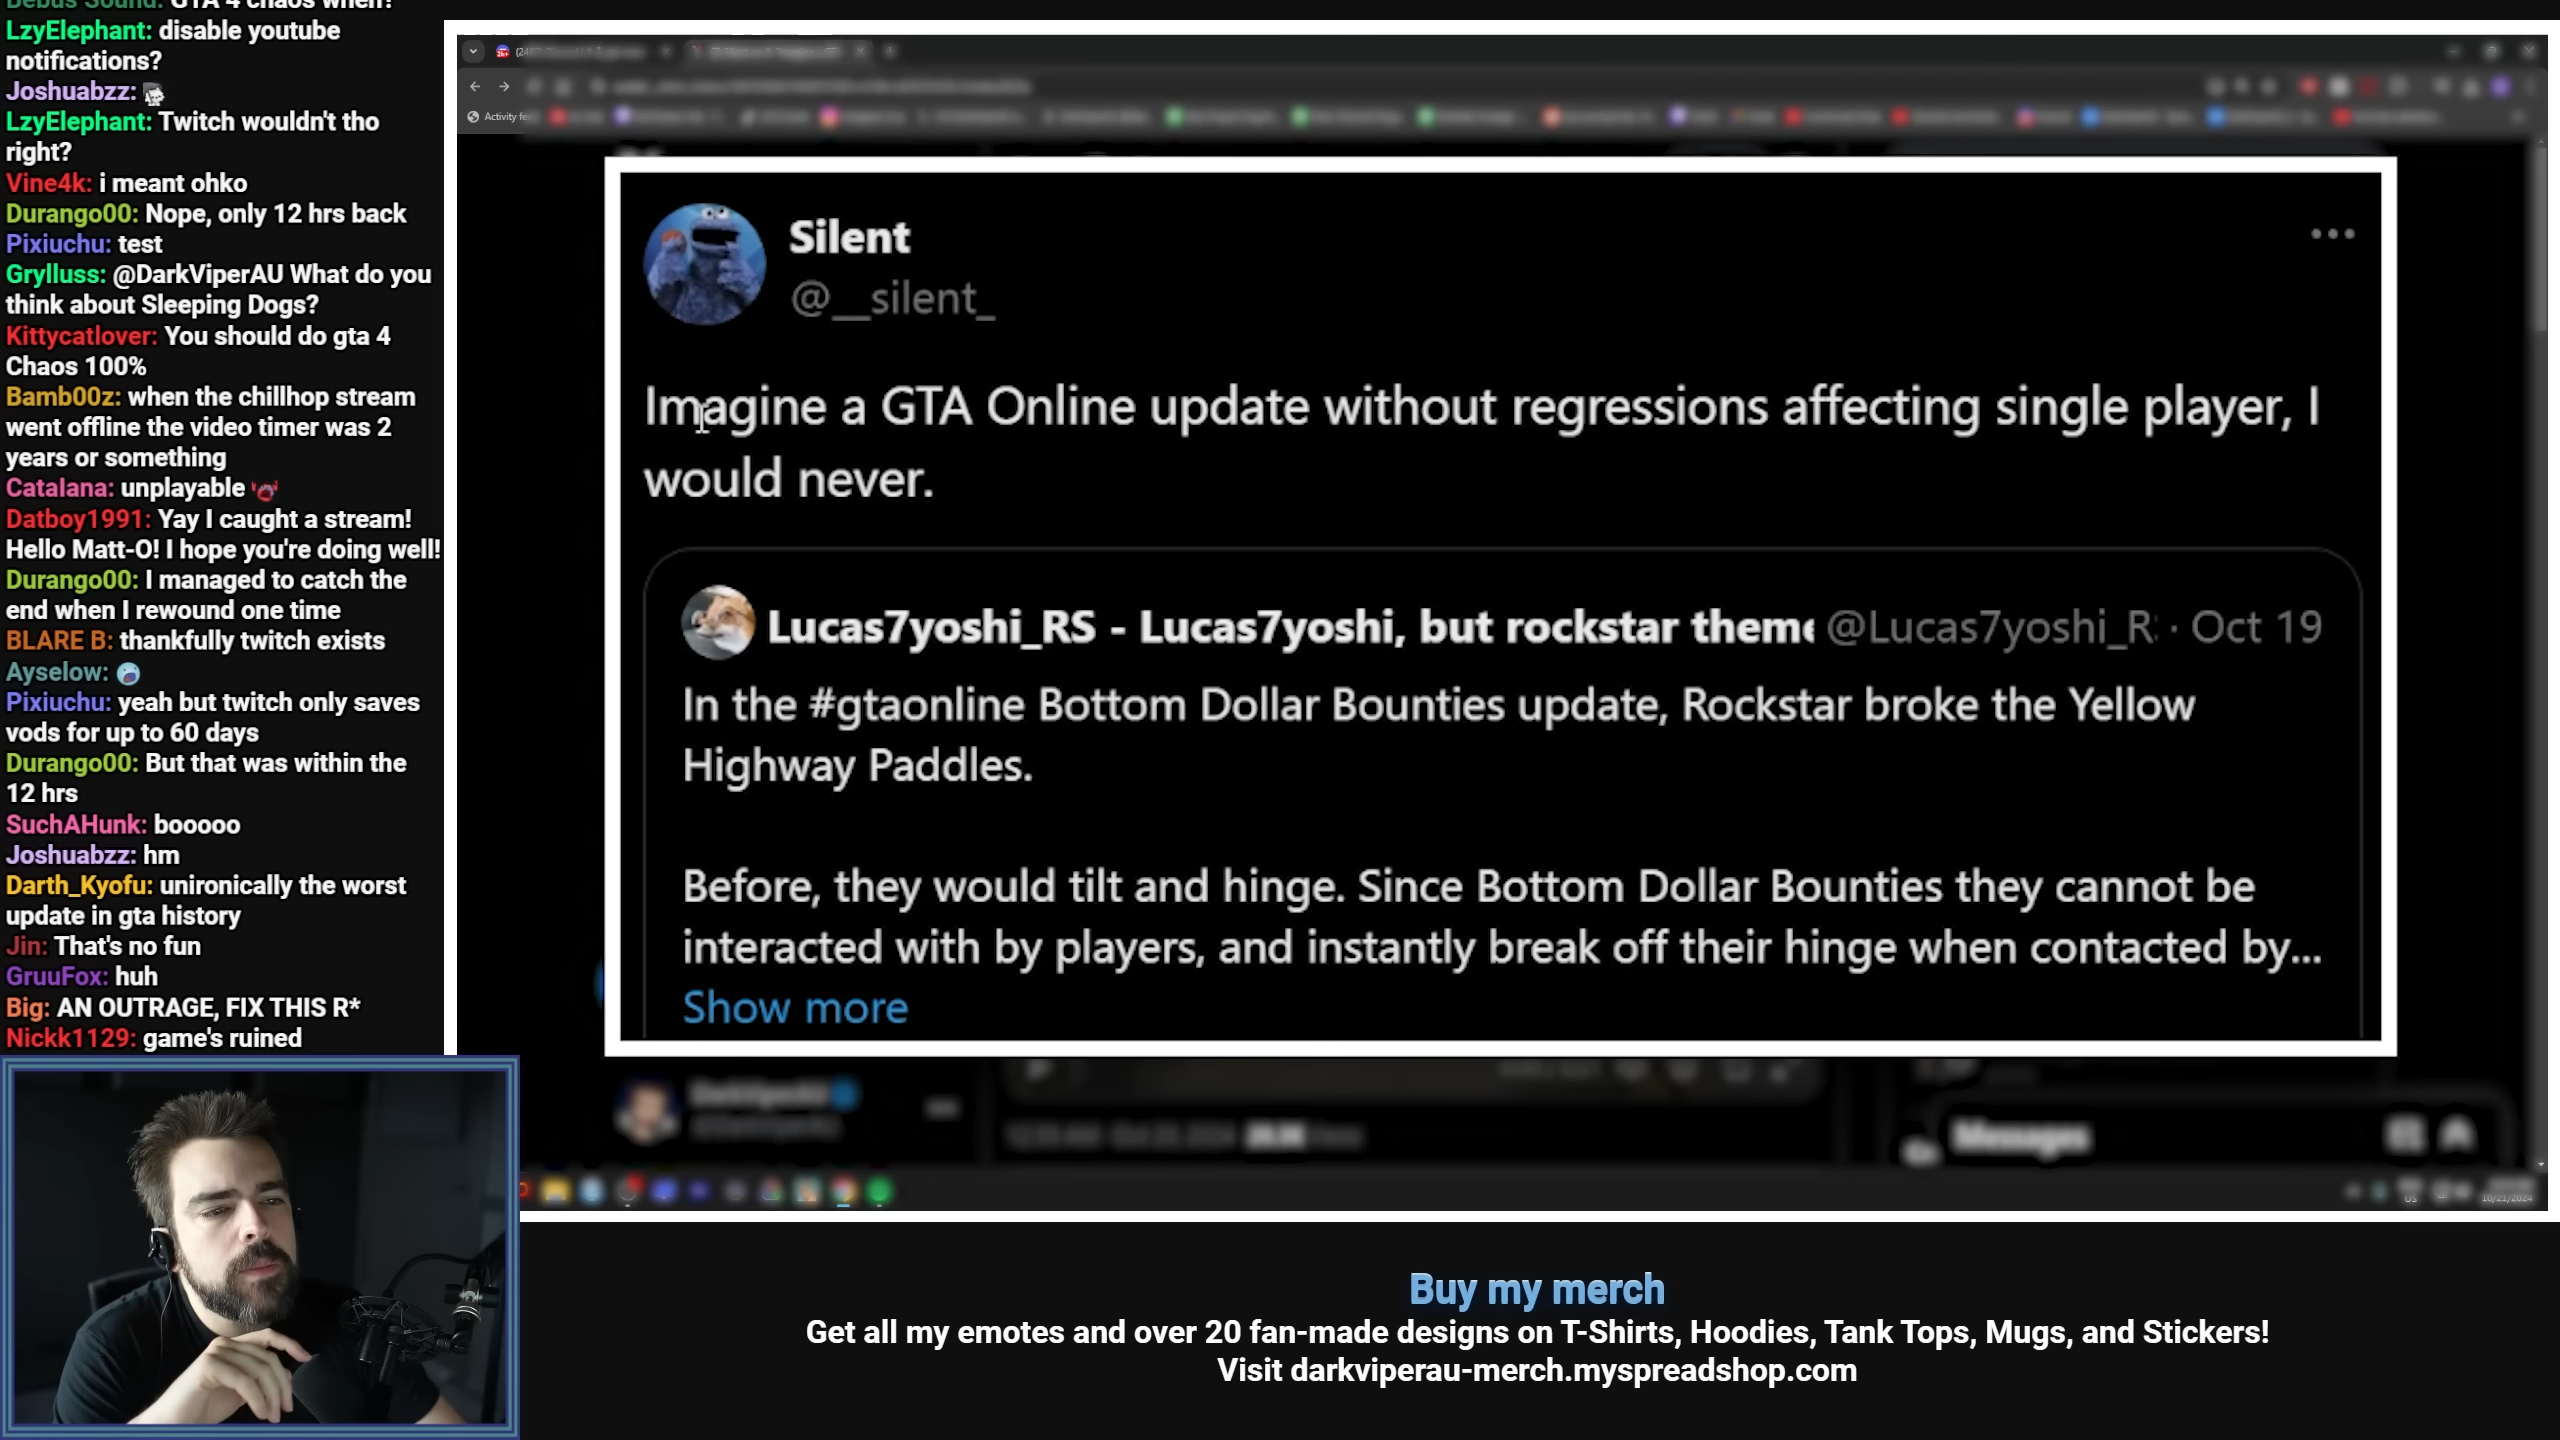 Debus Sound: GTA 4 chaos when?
LzyElephant: disable youtube
notifications?
Joshuabzz:
LzyElephant: Twitch wouldn't tho
right?
Vine4k: i meant ohko
Durango00: Nope, only 12 hrs back
Pixiuchu: test
Grylluss: @DarkViperAU What do you
think about Sleeping Dogs?
Kittycatlover: You should do gta 4
Chaos 100%
Bamb00z: when the chillhop stream
went offline the video timer was 2
years or something
Catalana: unplayable
Datboy1991: Yay I caught a stream!
Hello Matt-O! I hope you're doing well!
Durango00: I managed to catch the
end when I rewound one time
BLARE B: thankfully twitch exists
Ayselow:
Pixiuchu: yeah but twitch only saves
vods for up to 60 days
Durango00: But that was within the
12 hrs
SuchAHunk: booooo
Joshuabzz: hm
Darth_Kyofu: unironically the worst
update in gta history
Jin: That's no fun
GruuFox: huh
Big: AN OUTRAGE, FIX THIS R*
Nickk1129: game's ruined
Activity
Silent
@__silent_
Imagine a GTA Online update without regressions affecting single player, I
would never.
Lucas7yoshi_RS - Lucas7yoshi, but rockstar theme @Lucas7yoshi_R · Oct 19
In the #gtaonline Bottom Dollar Bounties update, Rockstar broke the Yellow
Highway Paddles.
Before, they would tilt and hinge. Since Bottom Dollar Bounties they cannot be
interacted with by players, and instantly break off their hinge when contacted by...
Show more
Messages
Buy my merch
Get all my emotes and over 20 fan-made designs on T-Shirts, Hoodies, Tank Tops, Mugs, and Stickers!
Visit darkviperau-merch.myspreadshop.com